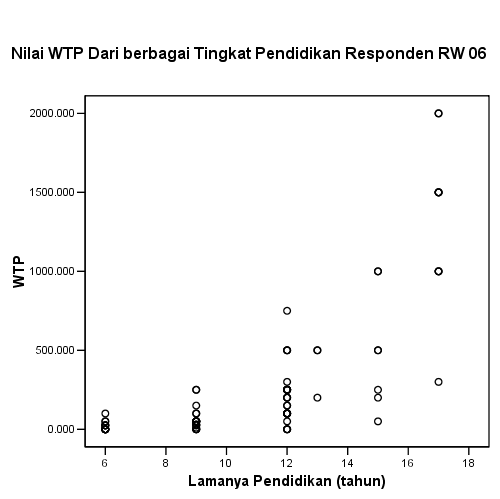 Nilai WTP Dari berbagai Tingkat Pendidikan Responden RW 06
2000.000
1500.000
1000.000
500.000
0.000
WTP
6 8 10 12 14 16 18
Lamanya Pendidikan (tahun)